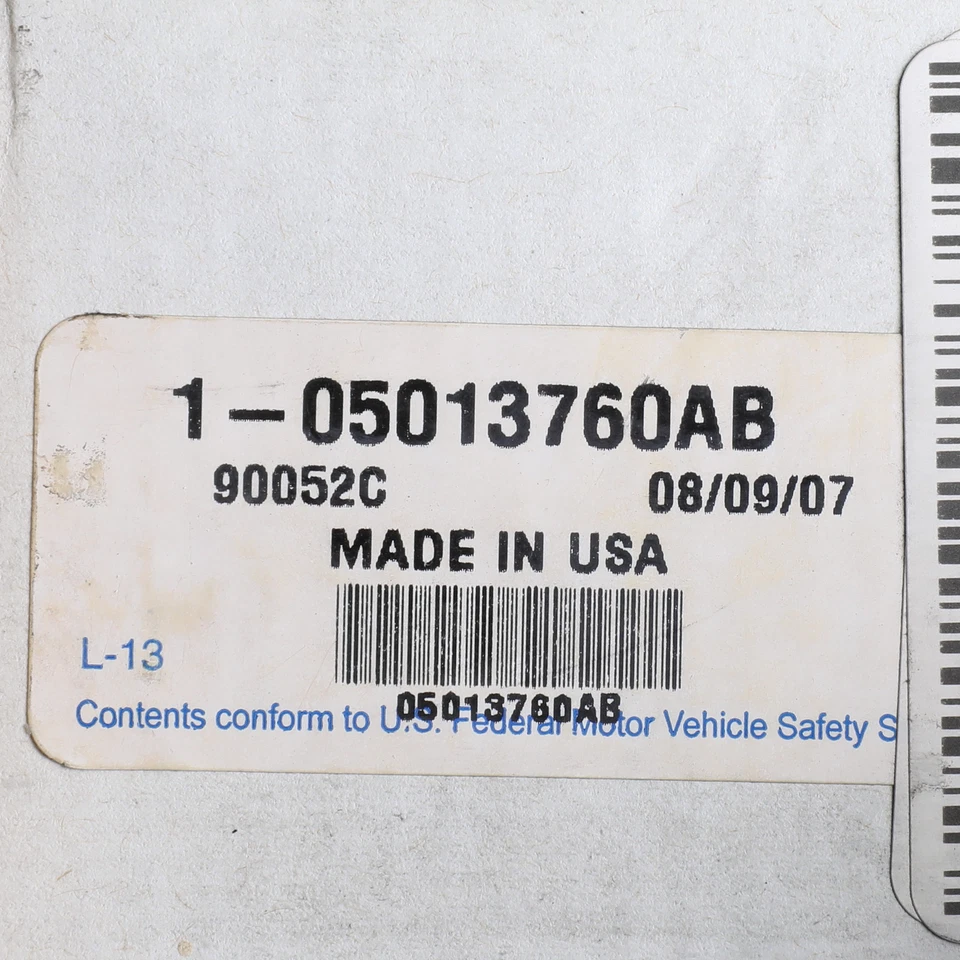 1-05013760AB
90052C 08/09/07
MADE IN USA
L-13
05013760AB
Contents conform to U.S. Federal Motor Vehicle Safety S